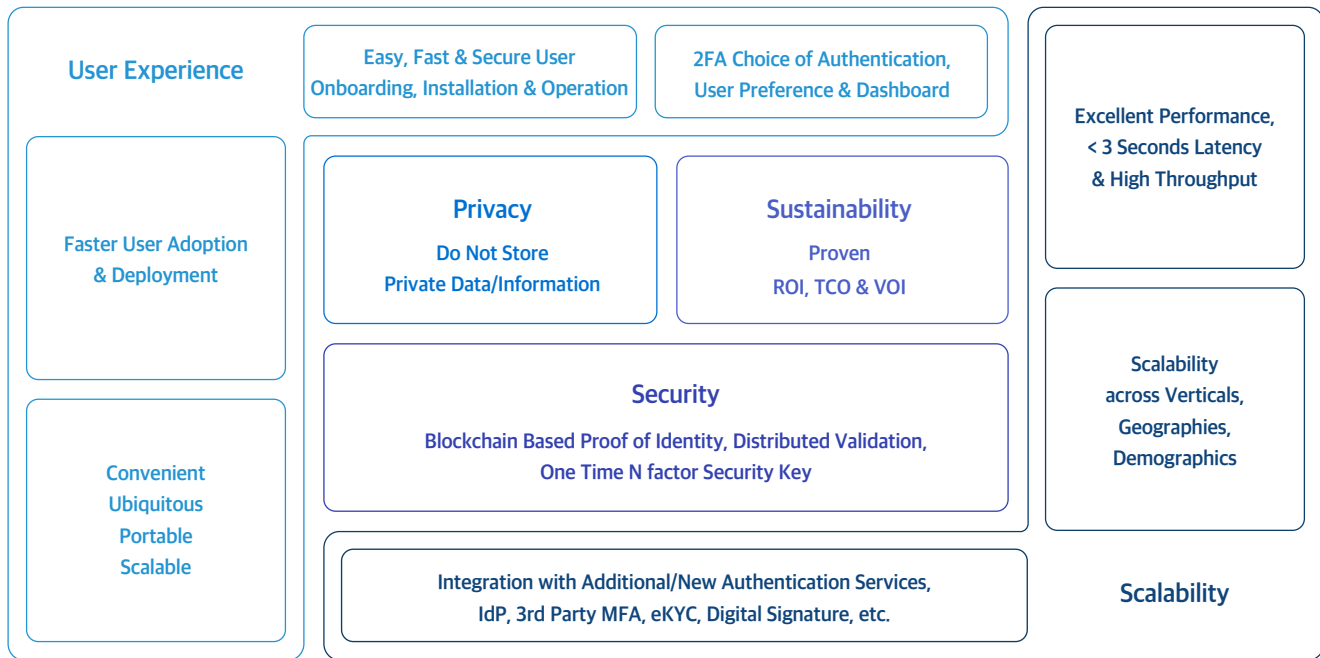 User Experience
Easy, Fast & Secure User
Onboarding, Installation & Operation
2FA Choice of Authentication,
User Preference & Dashboard
Faster User Adoption
& Deployment
Convenient
Ubiquitous
Portable
Scalable
Privacy
Do Not Store
Private Data/Information
Sustainability
Proven
ROI, TCO & VOI
Security
Blockchain Based Proof of Identity, Distributed Validation,
One Time N factor Security Key
Excellent Performance,
< 3 Seconds Latency
& High Throughput
Scalability
across Verticals,
Geographies,
Demographics
Integration with Additional/New Authentication Services,
IdP, 3rd Party MFA, eKYC, Digital Signature, etc.
Scalability